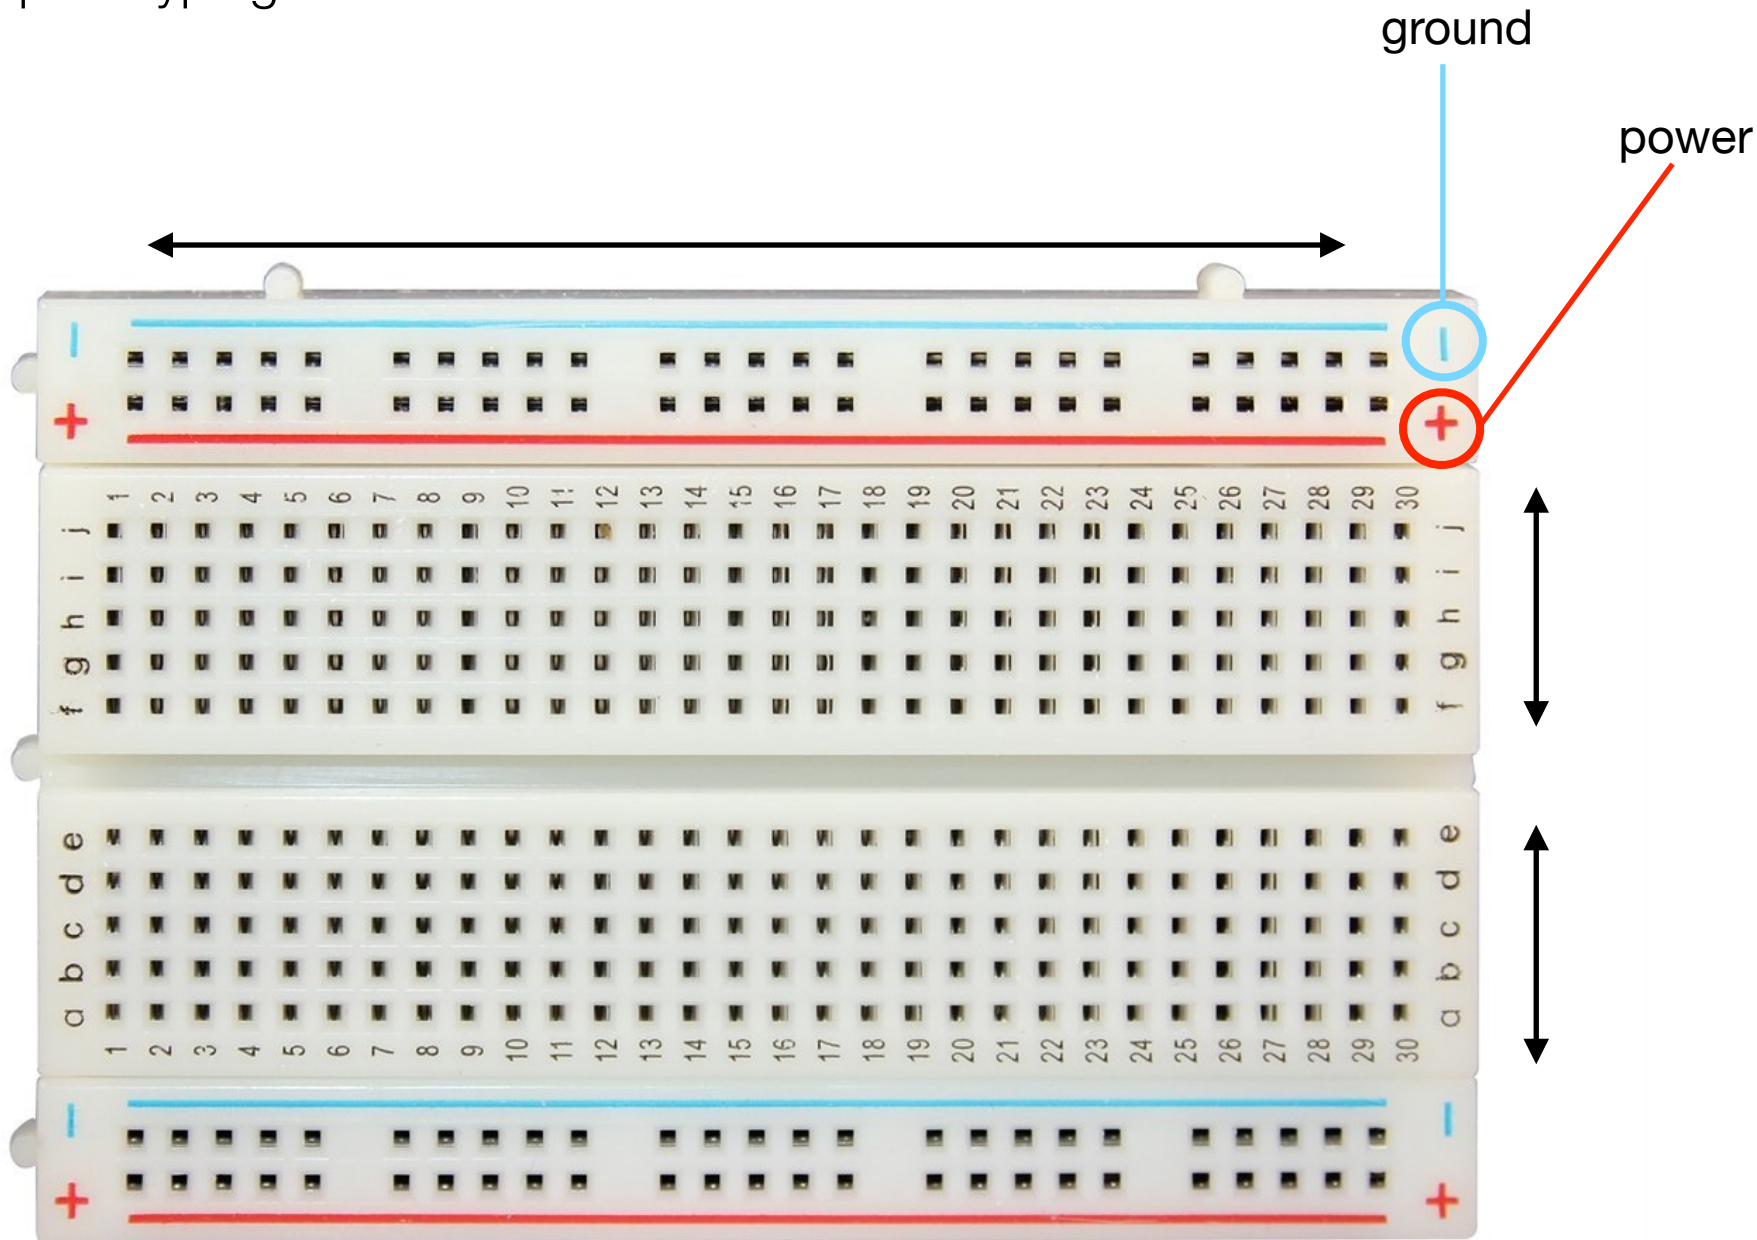 ground
power
− −
+ +
1 2 3 4 5 6 7 8 9 10 11 12 13 14 15 16 17 18 19 20 21 22 23 24 25 26 27 28 29 30
j j
i i
h h
g g
f f
e e
d d
c c
b b
a a
1 2 3 4 5 6 7 8 9 10 11 12 13 14 15 16 17 18 19 20 21 22 23 24 25 26 27 28 29 30
− −
+ +